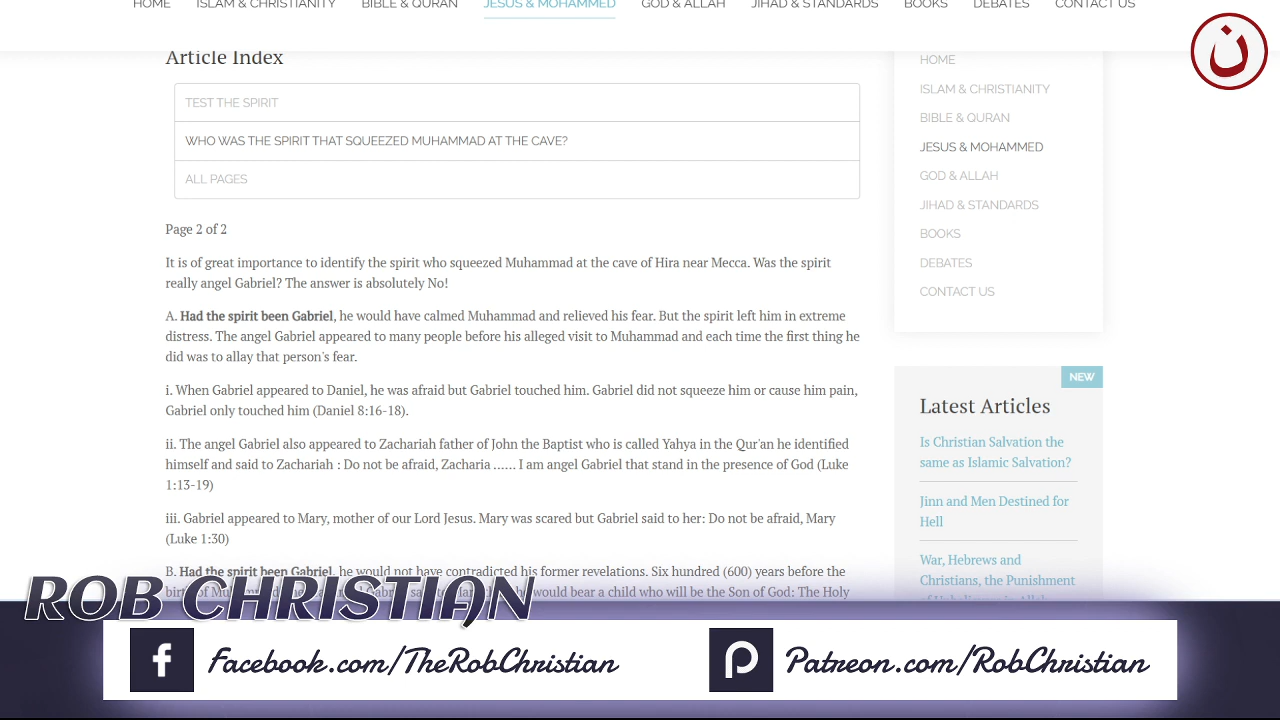 HOME ISLAM & CHRISTIANITY BIBLE & QURAN JESUS & MOHAMMED GOD & ALLAH JIHAD & STANDARDS BOOKS DEBATES CONTACT US
ن
Article Index
TEST THE SPIRIT
WHO WAS THE SPIRIT THAT SQUEEZED MUHAMMAD AT THE CAVE?
ALL PAGES
Page 2 of 2
It is of great importance to identify the spirit who squeezed Muhammad at the cave of Hira near Mecca. Was the spirit
really angel Gabriel? The answer is absolutely No!
A. Had the spirit been Gabriel, he would have calmed Muhammad and relieved his fear. But the spirit left him in extreme
distress. The angel Gabriel appeared to many people before his alleged visit to Muhammad and each time the first thing he
did was to allay that person's fear.
i. When Gabriel appeared to Daniel, he was afraid but Gabriel touched him. Gabriel did not squeeze him or cause him pain,
Gabriel only touched him (Daniel 8:16-18).
ii. The angel Gabriel also appeared to Zachariah father of John the Baptist who is called Yahya in the Qur'an he identified
himself and said to Zachariah : Do not be afraid, Zacharia ...... I am angel Gabriel that stand in the presence of God (Luke
1:13-19)
iii. Gabriel appeared to Mary, mother of our Lord Jesus. Mary was scared but Gabriel said to her: Do not be afraid, Mary
(Luke 1:30)
B. Had the spirit been Gabriel, he would not have contradicted his former revelations. Six hundred (600) years before the
would bear a child who will be the Son of God: The Holy
HOME
ISLAM & CHRISTIANITY
BIBLE & QURAN
JESUS & MOHAMMED
GOD & ALLAH
JIHAD & STANDARDS
BOOKS
DEBATES
CONTACT US
NEW
Latest Articles
Is Christian Salvation the
same as Islamic Salvation?
Jinn and Men Destined for
Hell
War, Hebrews and
Christians, the Punishment
ROB CHRISTIAN
Facebook.com/TheRobChristian
Patreon.com/RobChristian